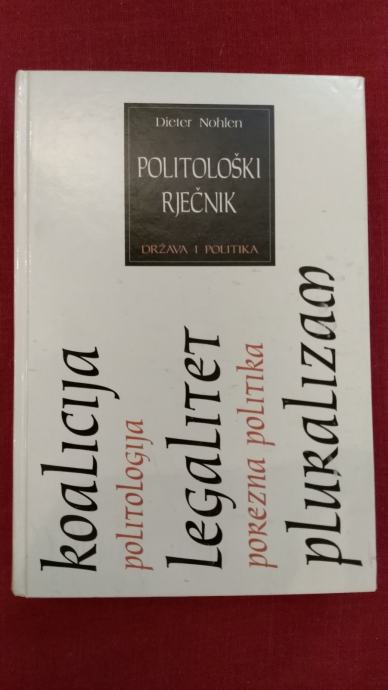 Dieter Nohlen
POLITOLOŠKI
RJEČNIK
DRŽAVA I POLITIKA
koalicija
politologija
legalitet
porezna politika
pluralizam